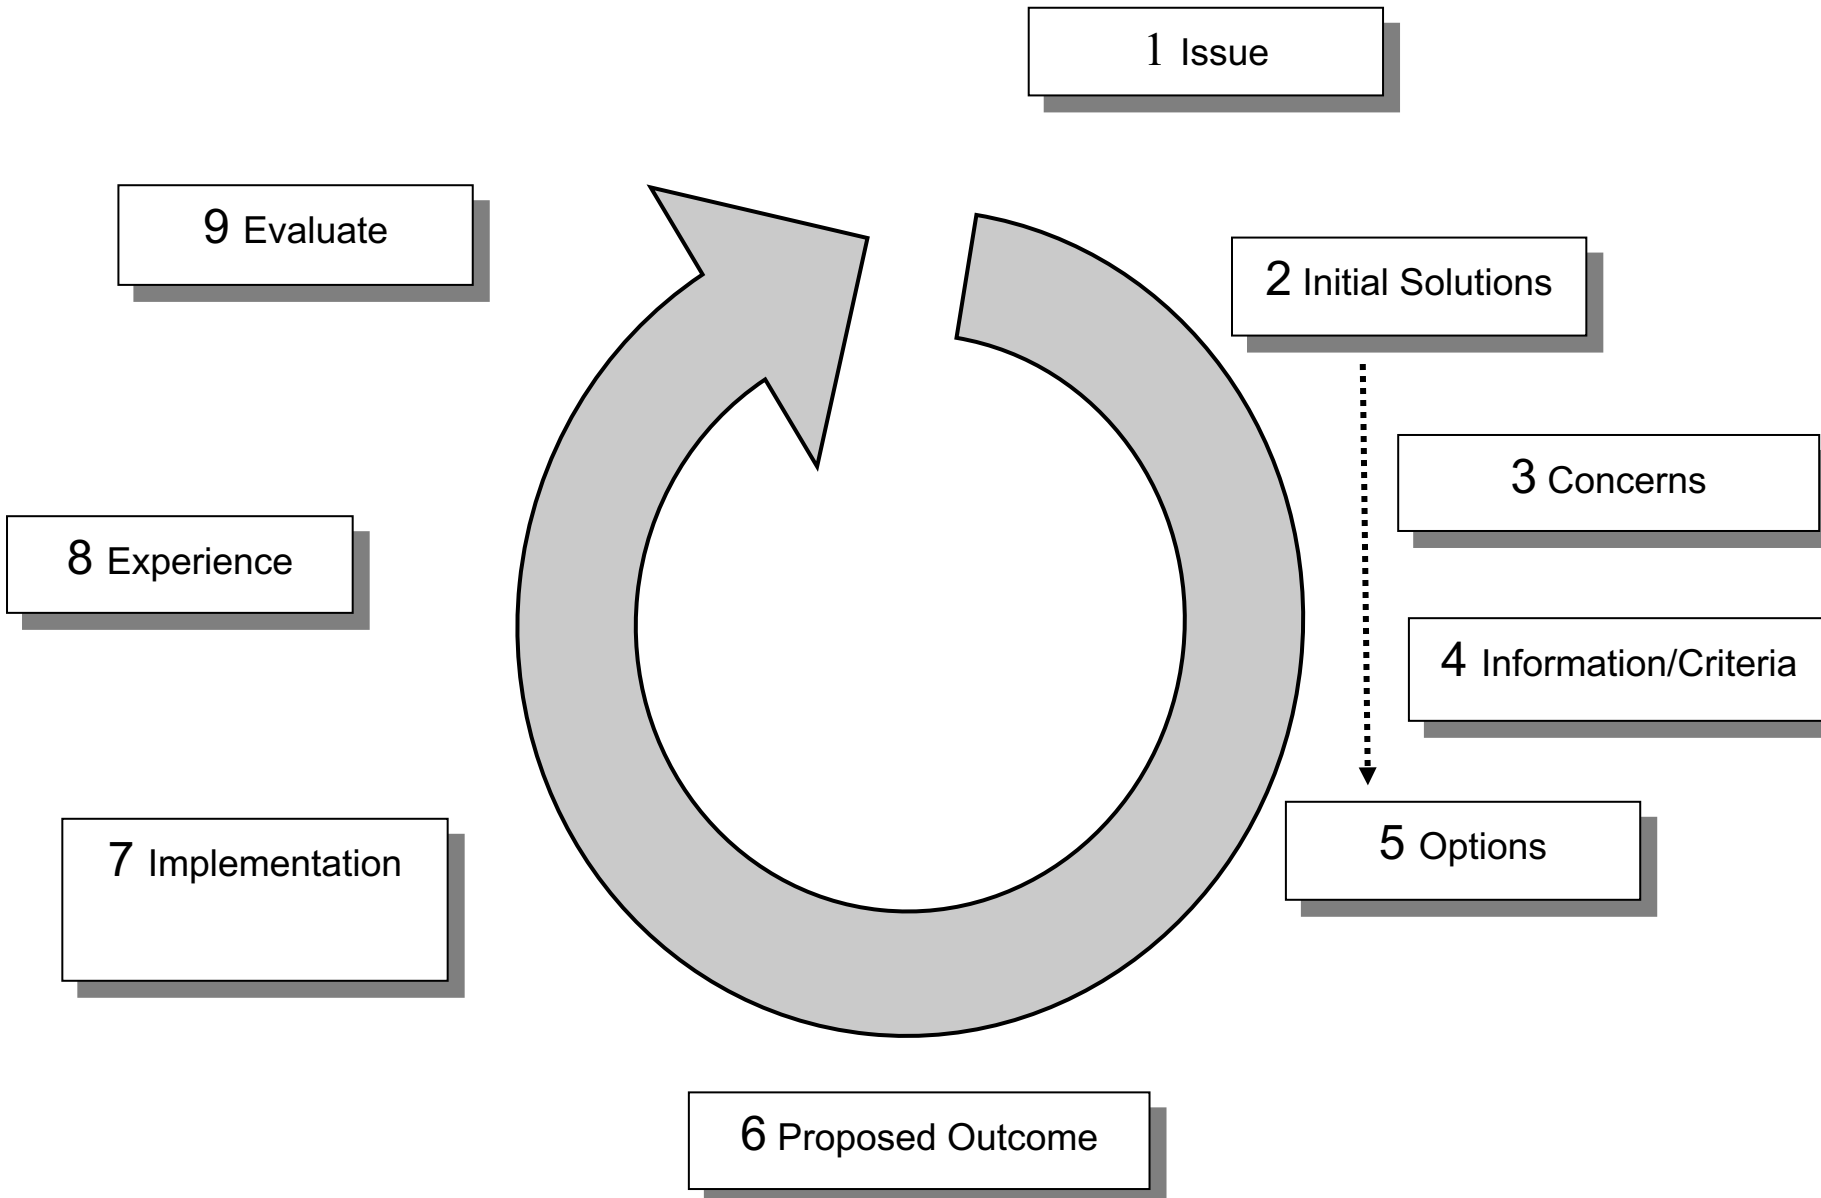 1 Issue
2 Initial Solutions
3 Concerns
4 Information/Criteria
5 Options
6 Proposed Outcome
7 Implementation
8 Experience
9 Evaluate